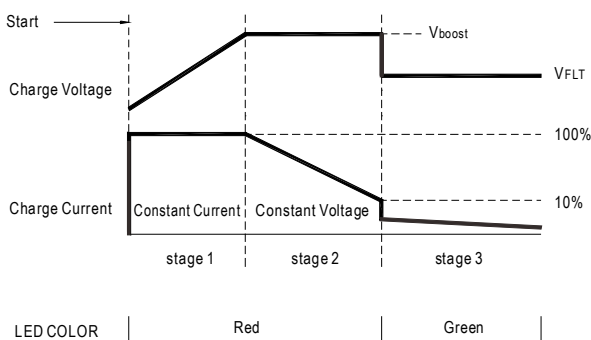 Start
Vboost
Charge Voltage
VFLT
100%
10%
Charge Current
Constant Current
Constant Voltage
stage 1
stage 2
stage 3
LED COLOR
Red
Green